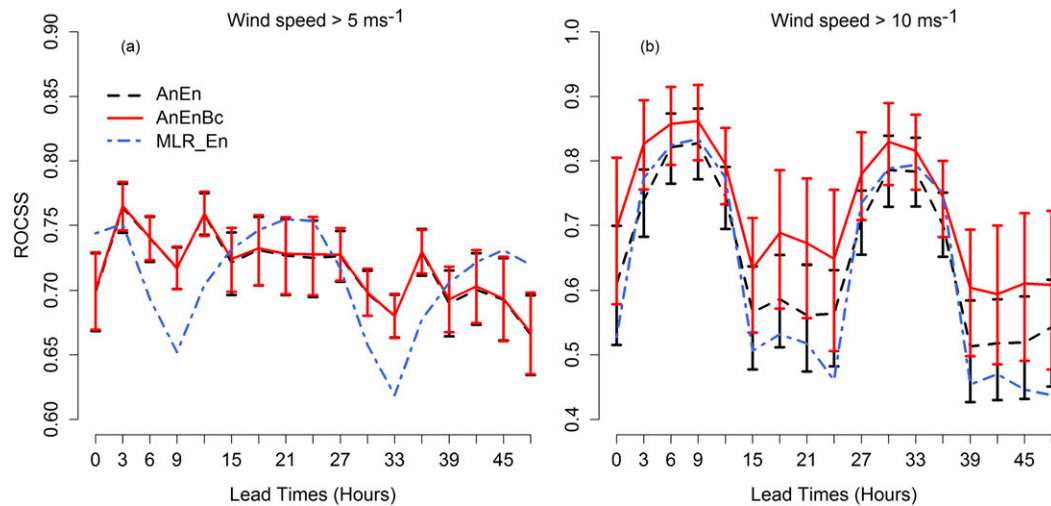 Wind speed > 5 ms-1
(a)
AnEn
AnEnBc
MLR_En
ROCSS
0.90
0.85
0.80
0.75
0.70
0.65
0.60
0 3 6 9 15 21 27 33 39 45
Lead Times (Hours)
Wind speed > 10 ms-1
(b)
1.0
0.9
0.8
0.7
0.6
0.5
0.4
0 3 6 9 15 21 27 33 39 45
Lead Times (Hours)